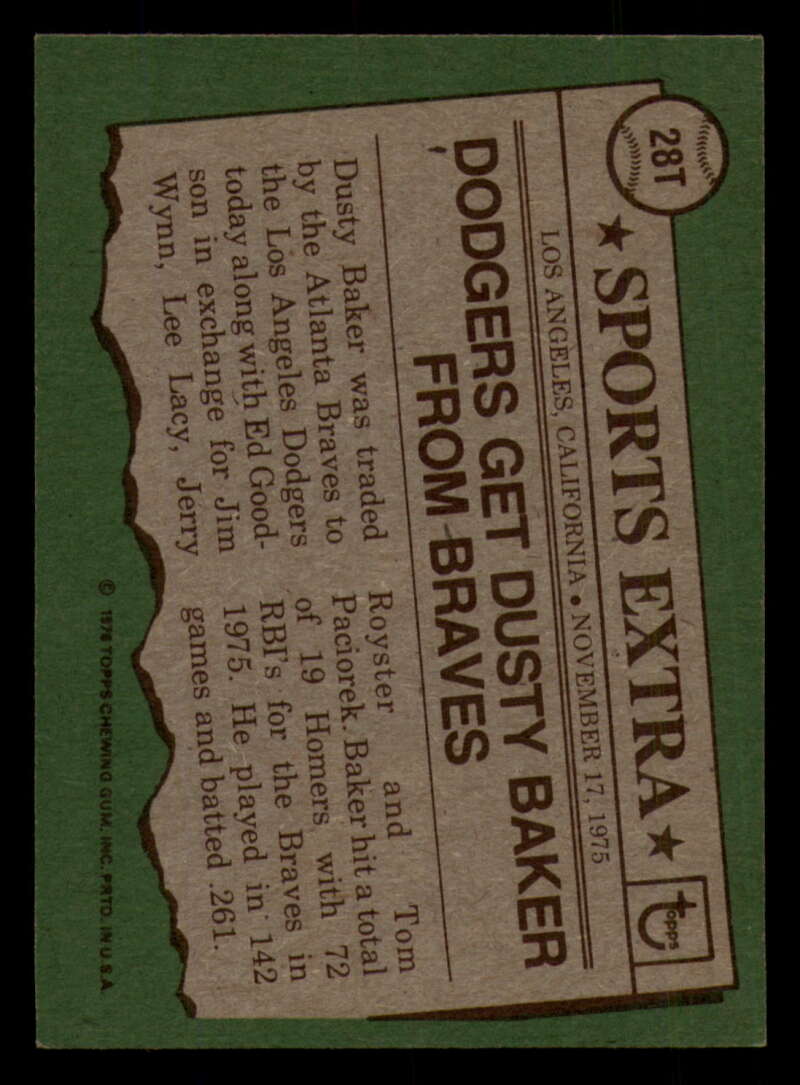 28T
★ SPORTS EXTRA ★
topps
LOS ANGELES, CALIFORNIA • NOVEMBER 17, 1975
DODGERS GET DUSTY BAKER
FROM BRAVES
Dusty Baker was traded
by the Atlanta Braves to
the Los Angeles Dodgers
today along with Ed Good-
son in exchange for Jim
Wynn, Lee Lacy, Jerry
Royster and Tom
Paciorek. Baker hit a total
of 19 Homers with 72
RBI's for the Braves in
1975. He played in 142
games and batted .261.
© 1976 TOPPS CHEWING GUM, INC. PRTD. IN U.S.A.